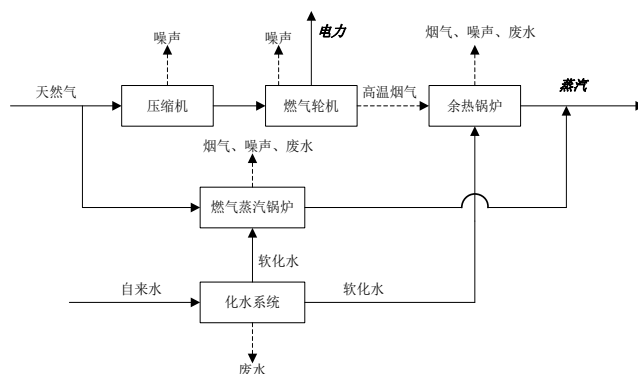 电力
噪声
噪声
烟气、噪声、废水
天然气
压缩机
燃气轮机
高温烟气
余热锅炉
蒸汽
烟气、噪声、废水
燃气蒸汽锅炉
软化水
自来水
化水系统
软化水
废水